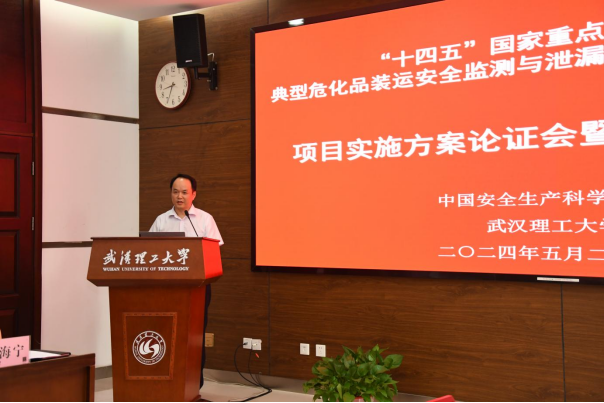 “十四五”国家重点
典型危化品装运安全监测与泄漏
项目实施方案论证会暨
中国安全生产科学
武汉理工大学
二〇二四年五月二
武漢理工大學
WUHAN UNIVERSITY OF TECHNOLOGY
海宁